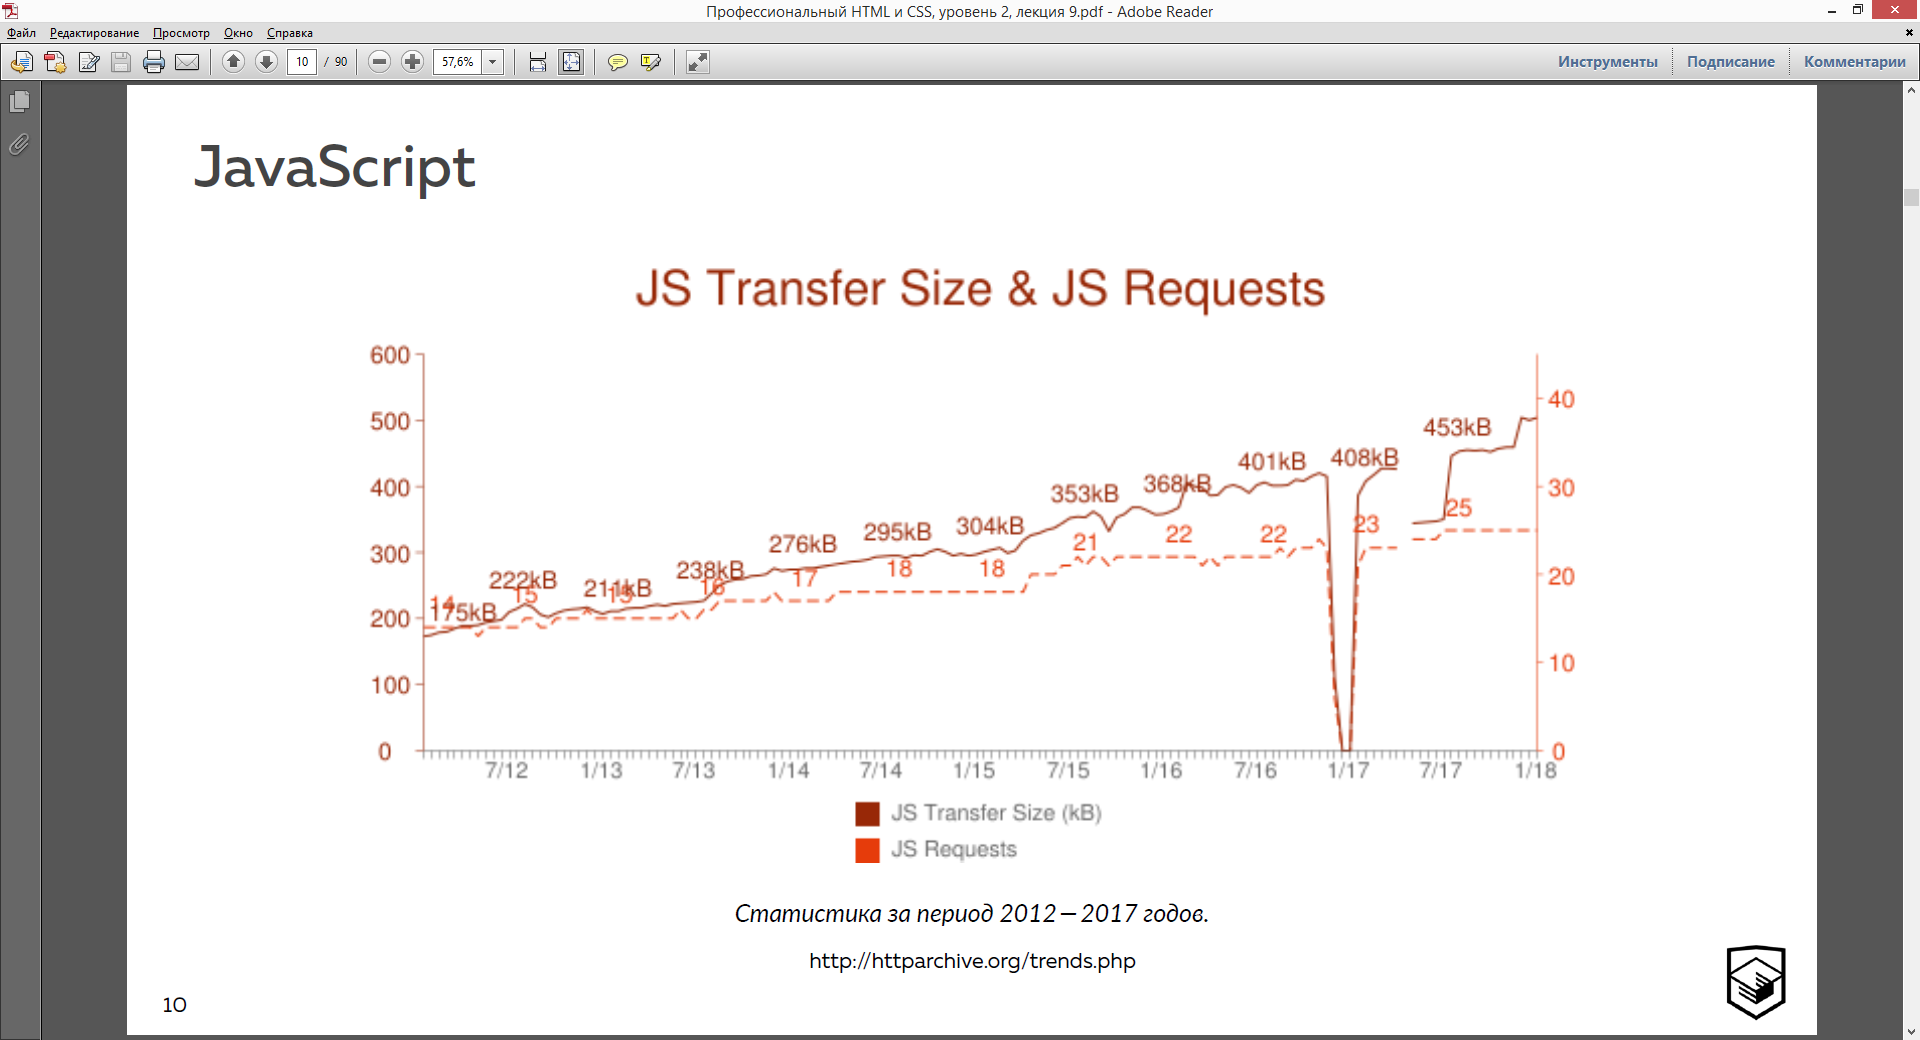 Профессиональный HTML и CSS, уровень 2, лекция 9.pdf - Adobe Reader
Файл Редактирование Просмотр Окно Справка
10 / 90 57,6% Инструменты Подписание Комментарии
JavaScript
JS Transfer Size & JS Requests
600
500
400
300
200
100
0
40
30
20
10
0
175kB 222kB 211kB 238kB 276kB 295kB 304kB 353kB 368kB 401kB 408kB 453kB
14 15 15 16 17 18 18 21 22 22 23 25
7/12 1/13 7/13 1/14 7/14 1/15 7/15 1/16 7/16 1/17 7/17 1/18
JS Transfer Size (kB)
JS Requests
Статистика за период 2012 – 2017 годов.
http://httparchive.org/trends.php
10